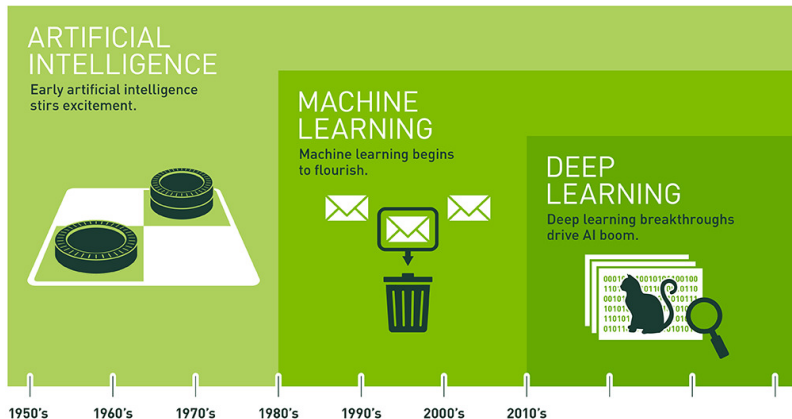 ARTIFICIAL
INTELLIGENCE
Early artificial intelligence
stirs excitement.
MACHINE
LEARNING
Machine learning begins
to flourish.
DEEP
LEARNING
Deep learning breakthroughs
drive AI boom.
1950's 1960's 1970's 1980's 1990's 2000's 2010's